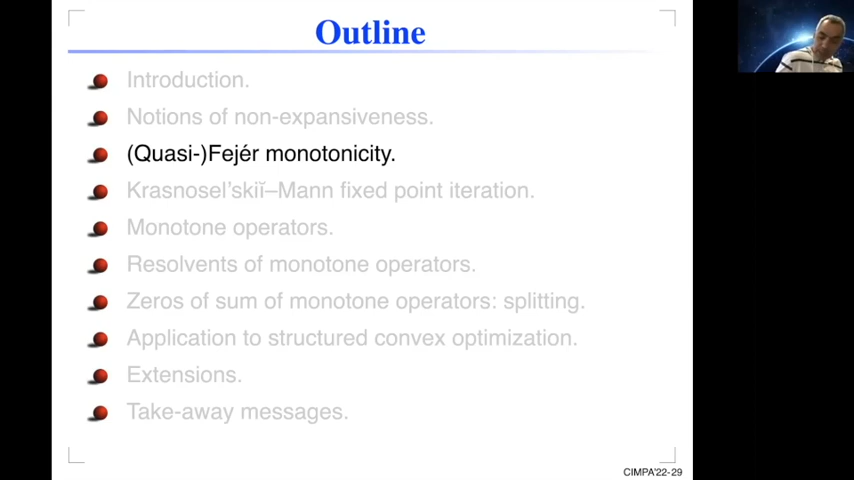 Outline
Introduction.
Notions of non-expansiveness.
(Quasi-)Fejér monotonicity.
Krasnosel'skiĭ–Mann fixed point iteration.
Monotone operators.
Resolvents of monotone operators.
Zeros of sum of monotone operators: splitting.
Application to structured convex optimization.
Extensions.
Take-away messages.
CIMPA'22-29